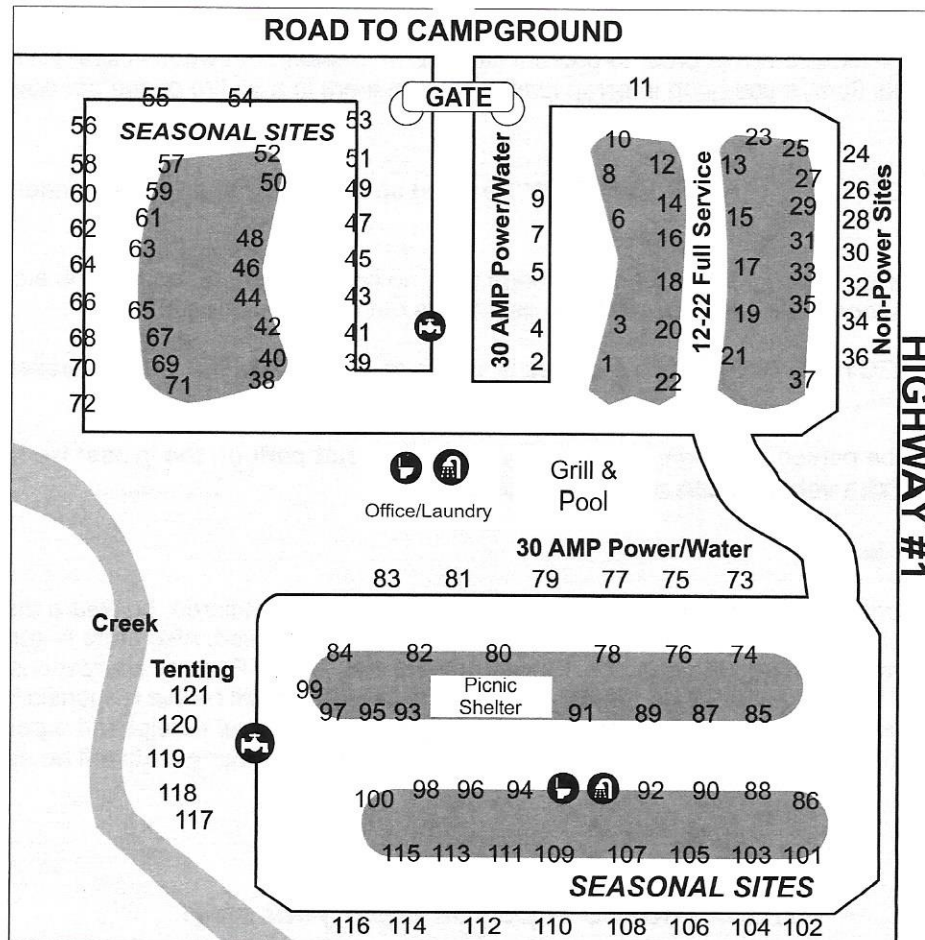 ROAD TO CAMPGROUND
GATE
11
55 54
56 SEASONAL SITES 53
58 57 52 51
60 59 50 49
62 61 47
63 48 45
64 46
66 65 44 43
68 67 42 41
70 69 40 39
71 38
72
30 AMP Power/Water
9
7
5
4
2
10
8 12
14
6 16
18
3 20
1 22
12-22 Full Service
23
13 25
27
15 29
31
17 33
19 35
21 37
24
26
28
30
32
34
36
Non-Power Sites
HIGHWAY #1
Office/Laundry
Grill &
Pool
30 AMP Power/Water
83 81 79 77 75 73
Creek
Tenting
121
120
119
118
117
84 82 80 78 76 74
99 Picnic
Shelter
97 95 93 91 89 87 85
100 98 96 94 92 90 88 86
115 113 111 109 107 105 103 101
SEASONAL SITES
116 114 112 110 108 106 104 102